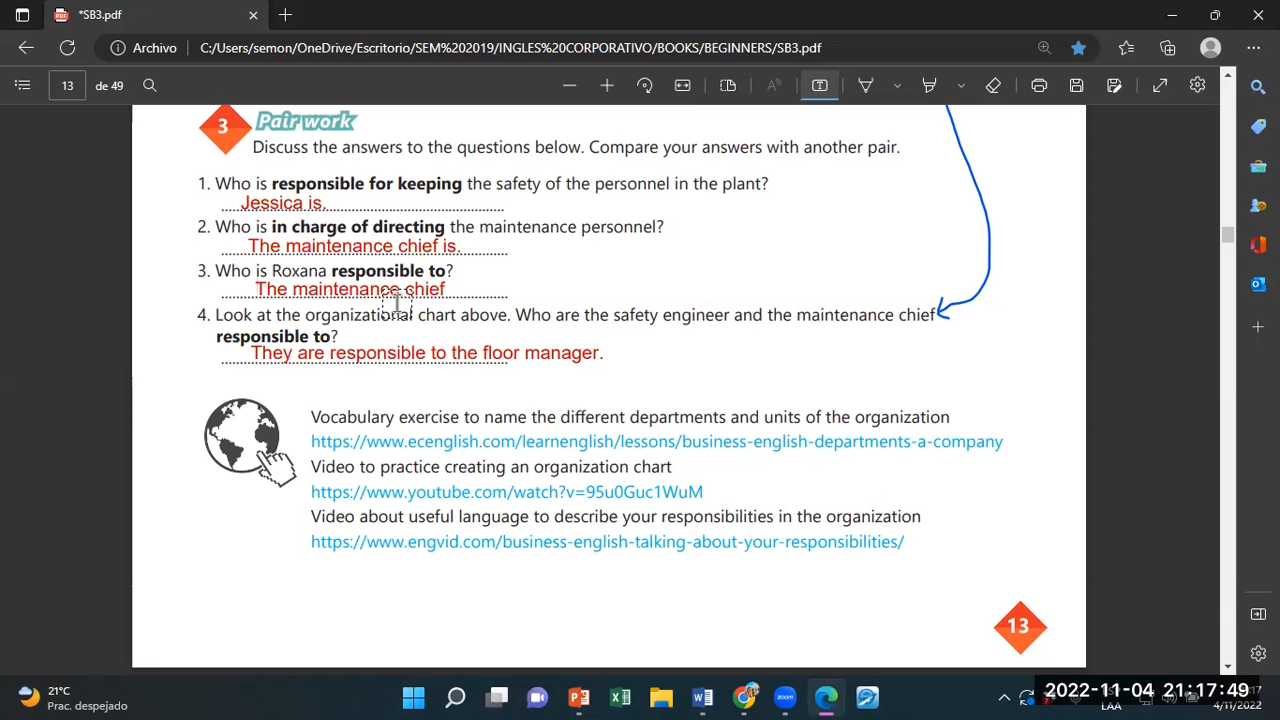 *SB3.pdf
Archivo C:/Users/semon/OneDrive/Escritorio/SEM%202019/INGLES%20CORPORATIVO/BOOKS/BEGINNERS/SB3.pdf
13 de 49
3 Pair work
Discuss the answers to the questions below. Compare your answers with another pair.
1. Who is responsible for keeping the safety of the personnel in the plant?
Jessica is.
2. Who is in charge of directing the maintenance personnel?
The maintenance chief is.
3. Who is Roxana responsible to?
The maintenance chief
4. Look at the organizational chart above. Who are the safety engineer and the maintenance chief
responsible to?
They are responsible to the floor manager.
Vocabulary exercise to name the different departments and units of the organization
https://www.ecenglish.com/learnenglish/lessons/business-english-departments-a-company
Video to practice creating an organization chart
https://www.youtube.com/watch?v=95u0Guc1WuM
Video about useful language to describe your responsibilities in the organization
https://www.engvid.com/business-english-talking-about-your-responsibilities/
13
21°C
Prac. despejado
2022-11-04 21:17:49
LAA
4/11/2022